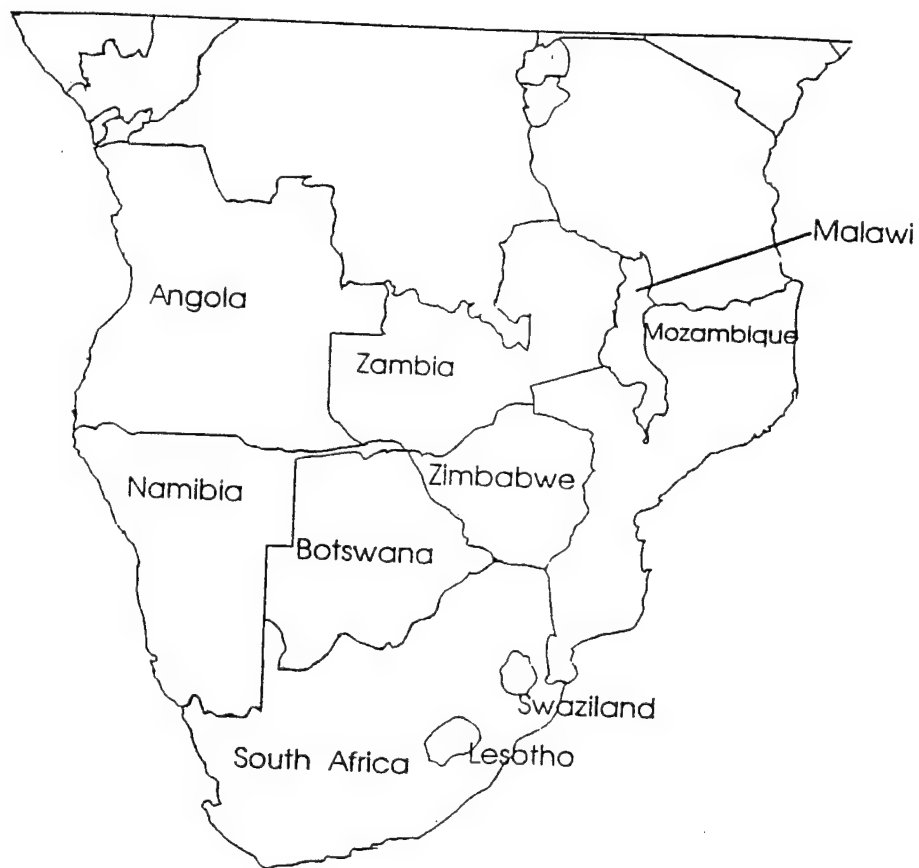 Malawi
Angola
Mozambique
Zambia
Zimbabwe
Namibia
Botswana
Swaziland
South Africa
Lesotho